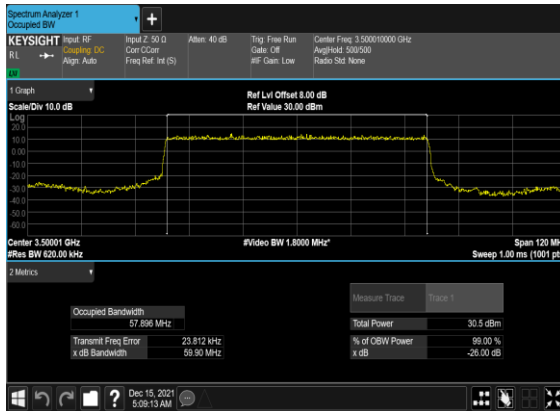 Spectrum Analyzer 1
Occupied BW
KEYSIGHT Input: RF Input Z: 50 Ω Atten: 40 dB Trig: Free Run Center Freq: 3.500010000 GHz
RL Coupling: DC Corr CCorr Gate: Off Avg|Hold: 500/500
Align: Auto Freq Ref: Int (S) #IF Gain: Low Radio Std: None
1 Graph Ref Lvl Offset 8.00 dB
Scale/Div 10.0 dB Ref Value 30.00 dBm
Log
20.0
10.0
0.00
-10.0
-20.0
-30.0
-40.0
-50.0
-60.0
Center 3.50001 GHz #Video BW 1.8000 MHz* Span 120 MH
#Res BW 620.00 kHz Sweep 1.00 ms (1001 pt
2 Metrics
Measure Trace Trace 1
Occupied Bandwidth
57.896 MHz Total Power 30.5 dBm
Transmit Freq Error 23.812 kHz % of OBW Power 99.00 %
x dB Bandwidth 59.90 MHz x dB -26.00 dB
Dec 15, 2021
5:09:13 AM